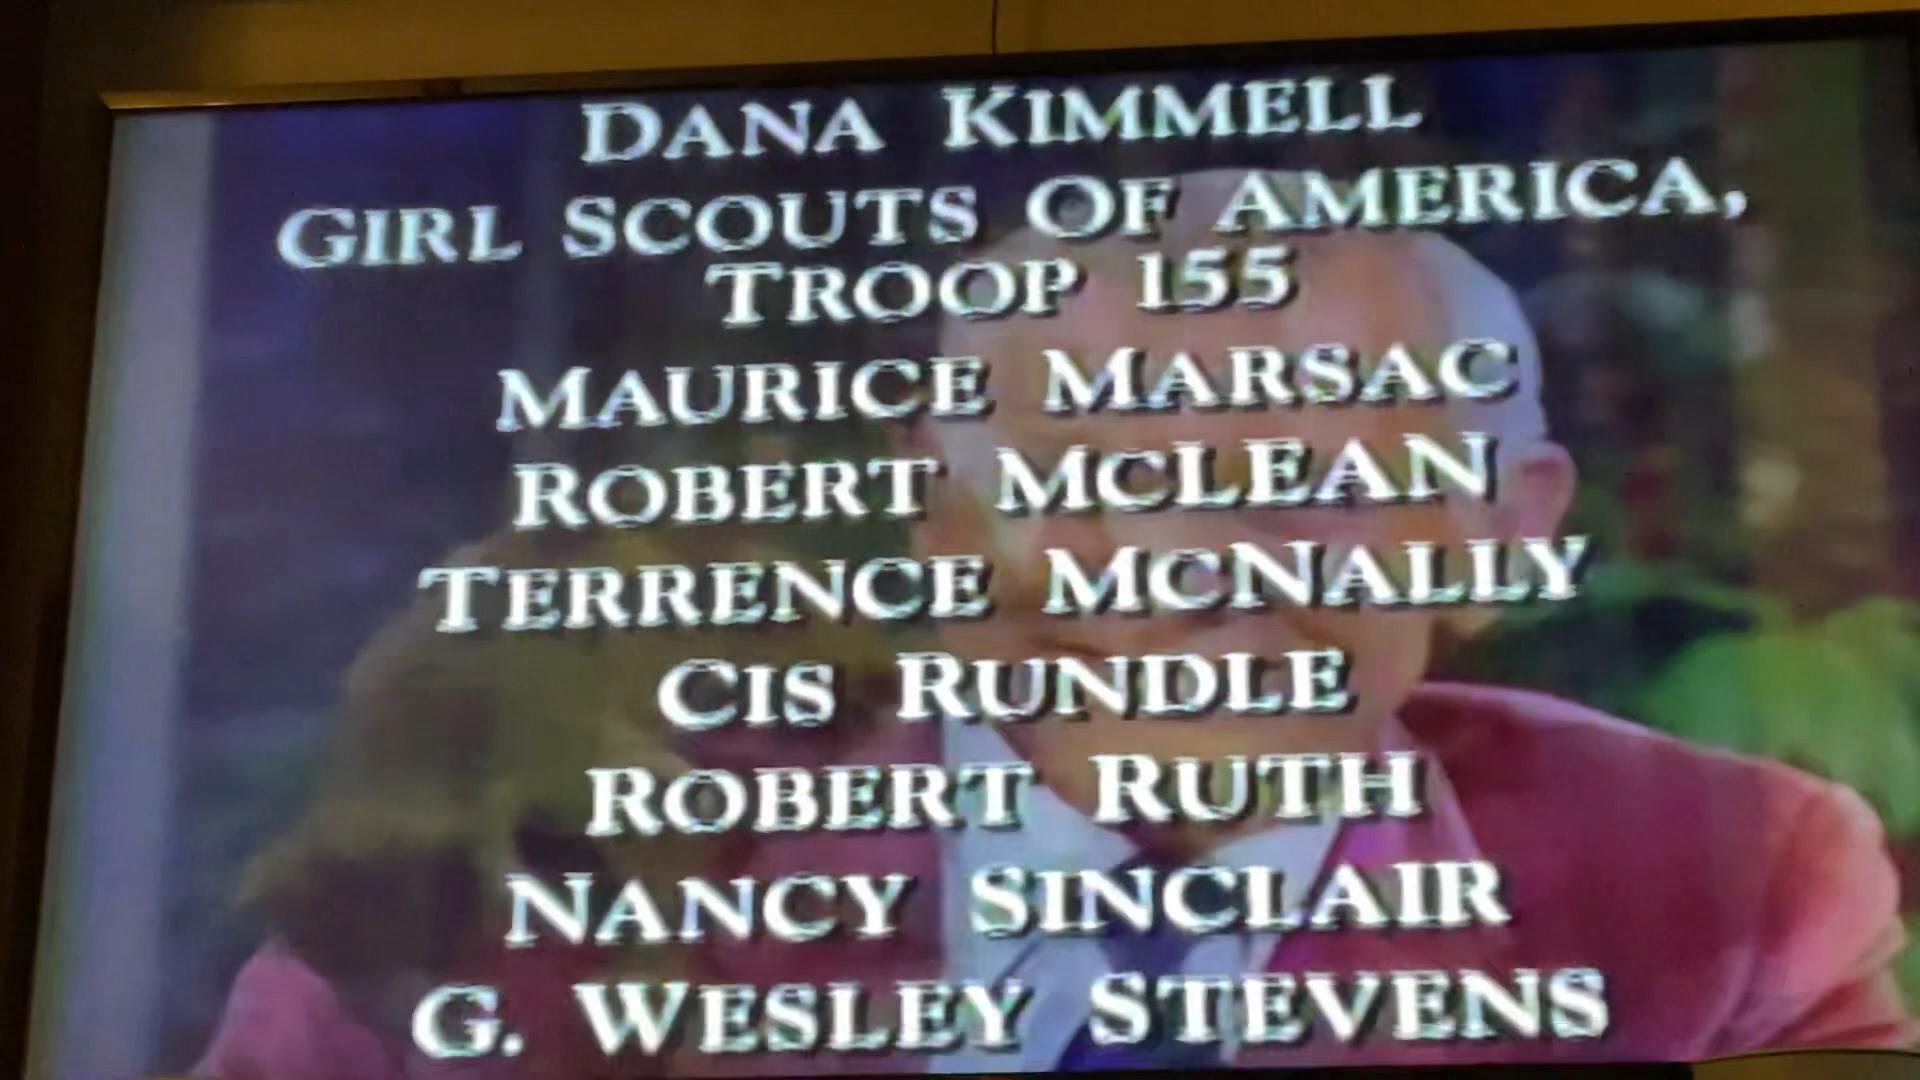 DANA KIMMELL
GIRL SCOUTS OF AMERICA,
TROOP 155
MAURICE MARSAC
ROBERT MCLEAN
TERRENCE MCNALLY
CIS RUNDLE
ROBERT RUTH
NANCY SINCLAIR
G. WESLEY STEVENS